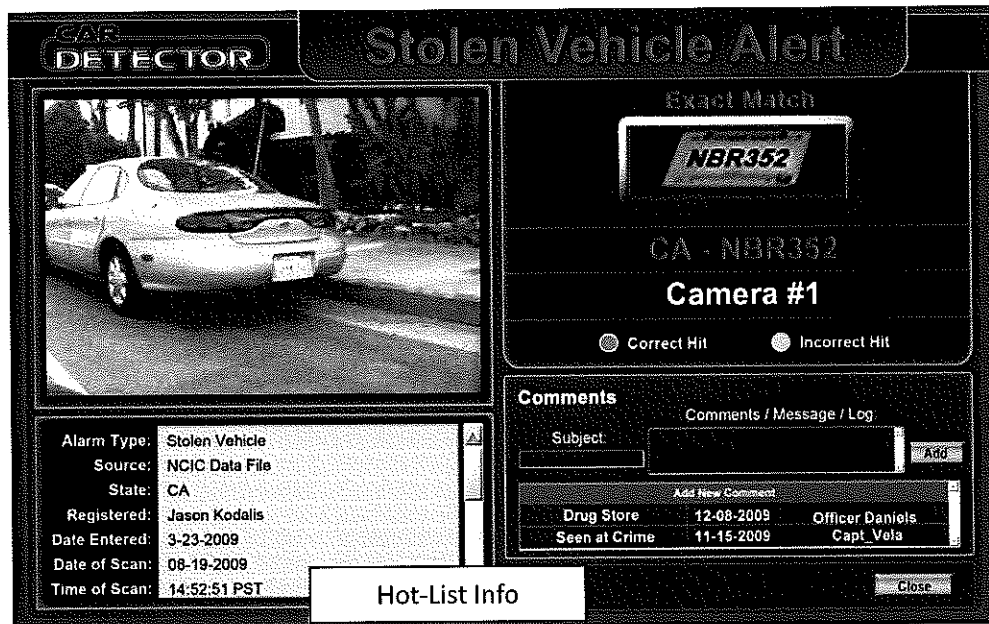 CAR
DETECTOR
Stolen Vehicle Alert
Exact Match
NBR352
CA - NBR352
Camera #1
Correct Hit Incorrect Hit
Alarm Type: Stolen Vehicle
Source: NCIC Data File
State: CA
Registered: Jason Kodalis
Date Entered: 3-23-2009
Date of Scan: 08-19-2009
Time of Scan: 14:52:51 PST
Hot-List Info
Comments
Comments / Message / Log
Subject:
Add
Add New Comment
Drug Store 12-08-2009 Officer Daniels
Seen at Crime 11-15-2009 Capt_Vela
Close